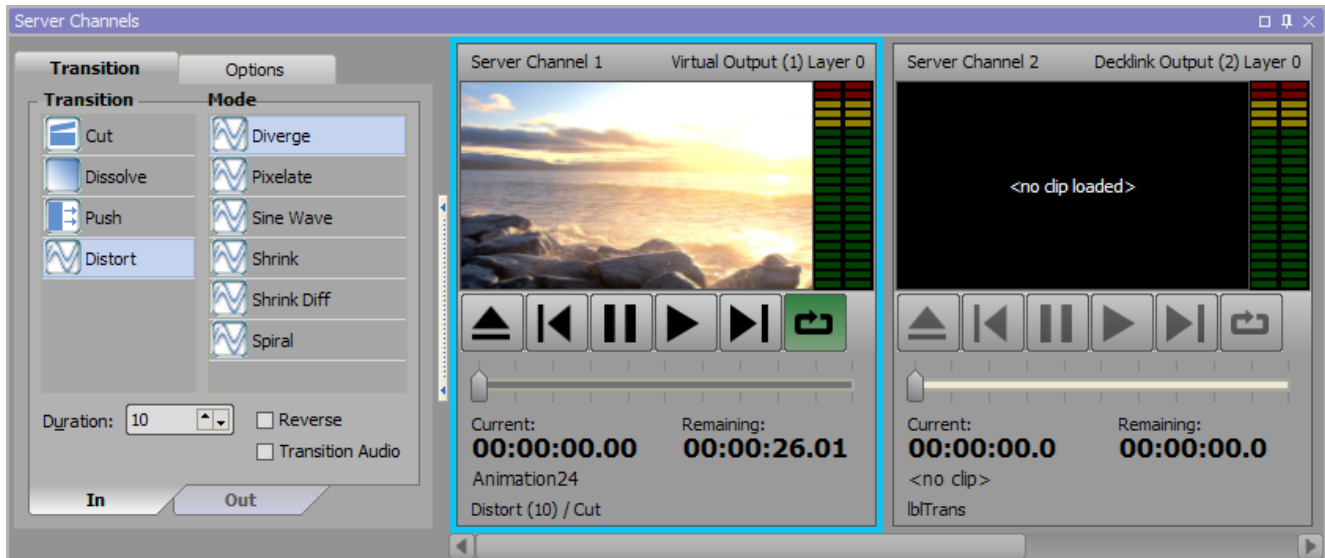 Server Channels
Transition
Options
Transition
Mode
Cut
Dissolve
Push
Distort
Diverge
Pixelate
Sine Wave
Shrink
Shrink Diff
Spiral
Duration: 10
Reverse
Transition Audio
In
Out
Server Channel 1 Virtual Output (1) Layer 0
Current: Remaining:
00:00:00.00 00:00:26.01
Animation24
Distort (10) / Cut
Server Channel 2 Decklink Output (2) Layer 0
<no clip loaded>
Current: Remaining:
00:00:00.0 00:00:00.0
<no clip>
lblTrans